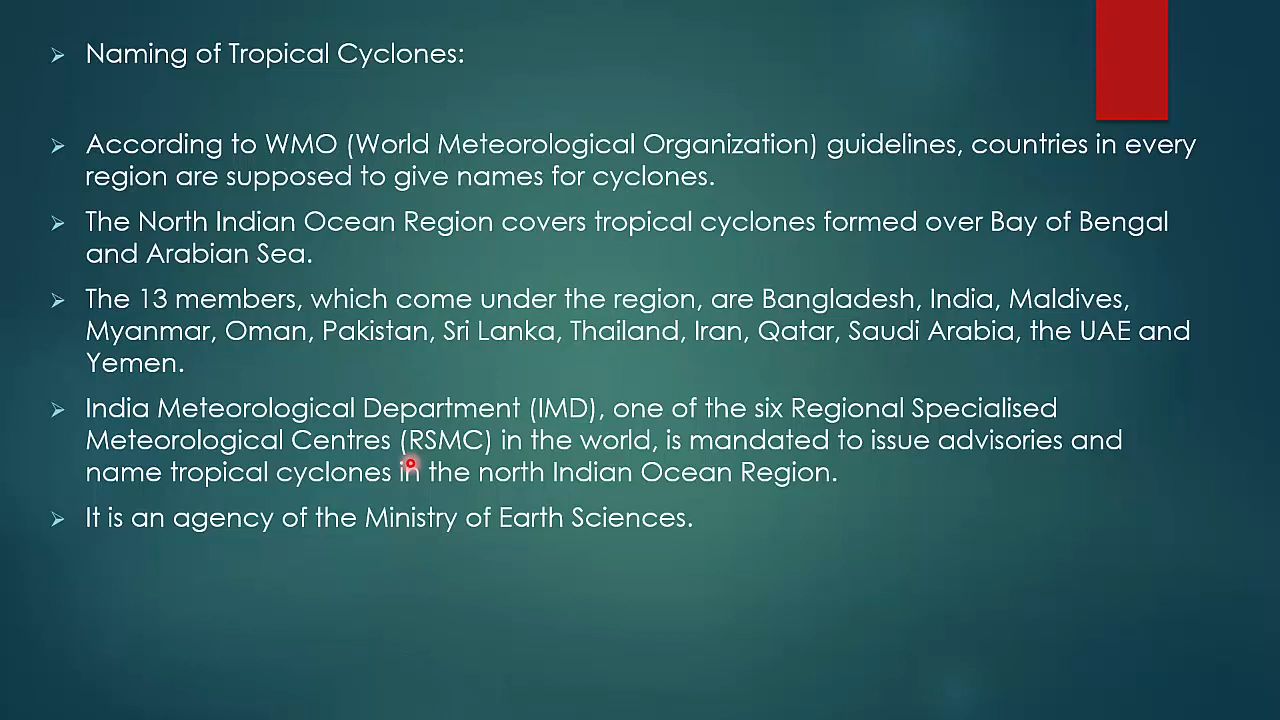 Naming of Tropical Cyclones:
According to WMO (World Meteorological Organization) guidelines, countries in every
region are supposed to give names for cyclones.
The North Indian Ocean Region covers tropical cyclones formed over Bay of Bengal
and Arabian Sea.
The 13 members, which come under the region, are Bangladesh, India, Maldives,
Myanmar, Oman, Pakistan, Sri Lanka, Thailand, Iran, Qatar, Saudi Arabia, the UAE and
Yemen.
India Meteorological Department (IMD), one of the six Regional Specialised
Meteorological Centres (RSMC) in the world, is mandated to issue advisories and
name tropical cyclones in the north Indian Ocean Region.
It is an agency of the Ministry of Earth Sciences.